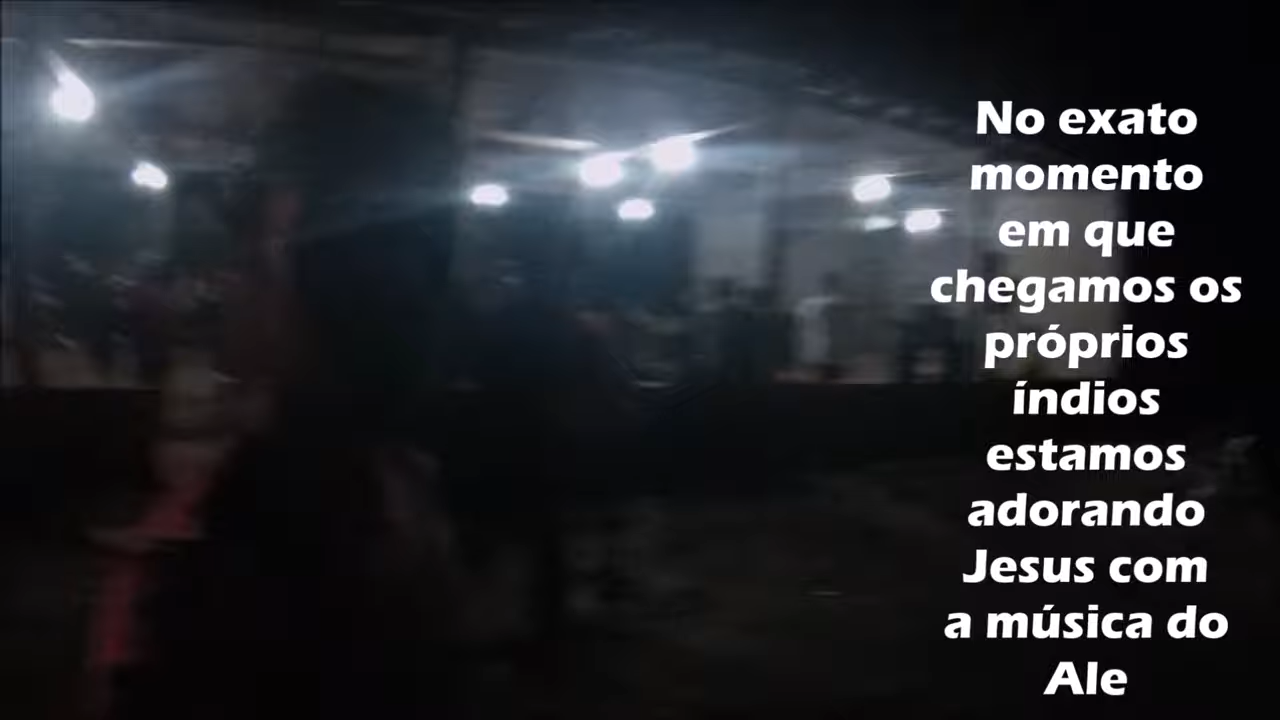 No exato
momento
em que
chegamos os
próprios
índios
estamos
adorando
Jesus com
a música do
Ale